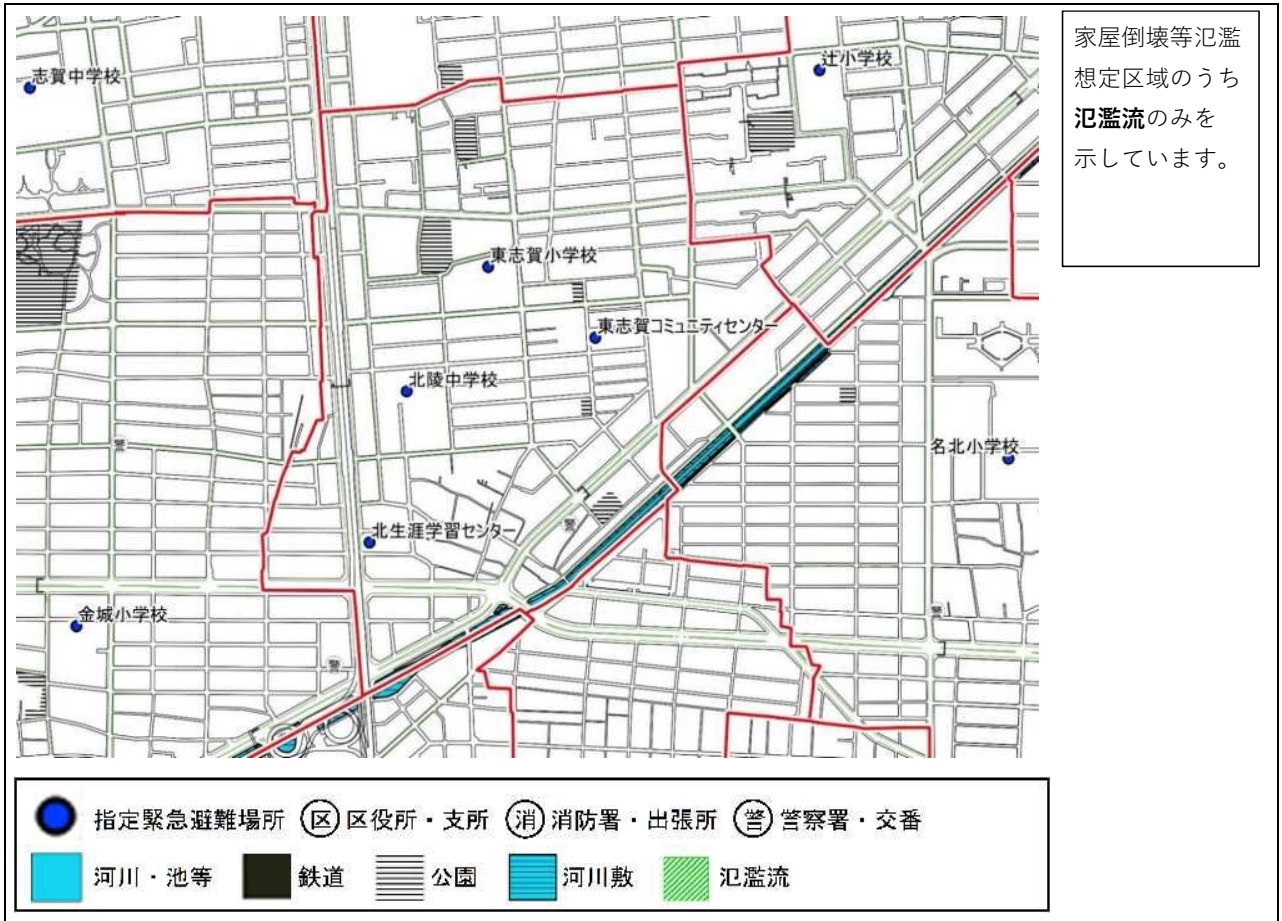 家屋倒壊等氾濫
想定区域のうち
氾濫流のみを
示しています。
志賀中学校
辻小学校
東志賀小学校
東志賀コミュニティセンター
北陵中学校
名北小学校
警
北生涯学習センター
警
金城小学校
警
警
指定緊急避難場所 区 区役所・支所 消 消防署・出張所 警 警察署・交番
河川・池等 鉄道 公園 河川敷 氾濫流